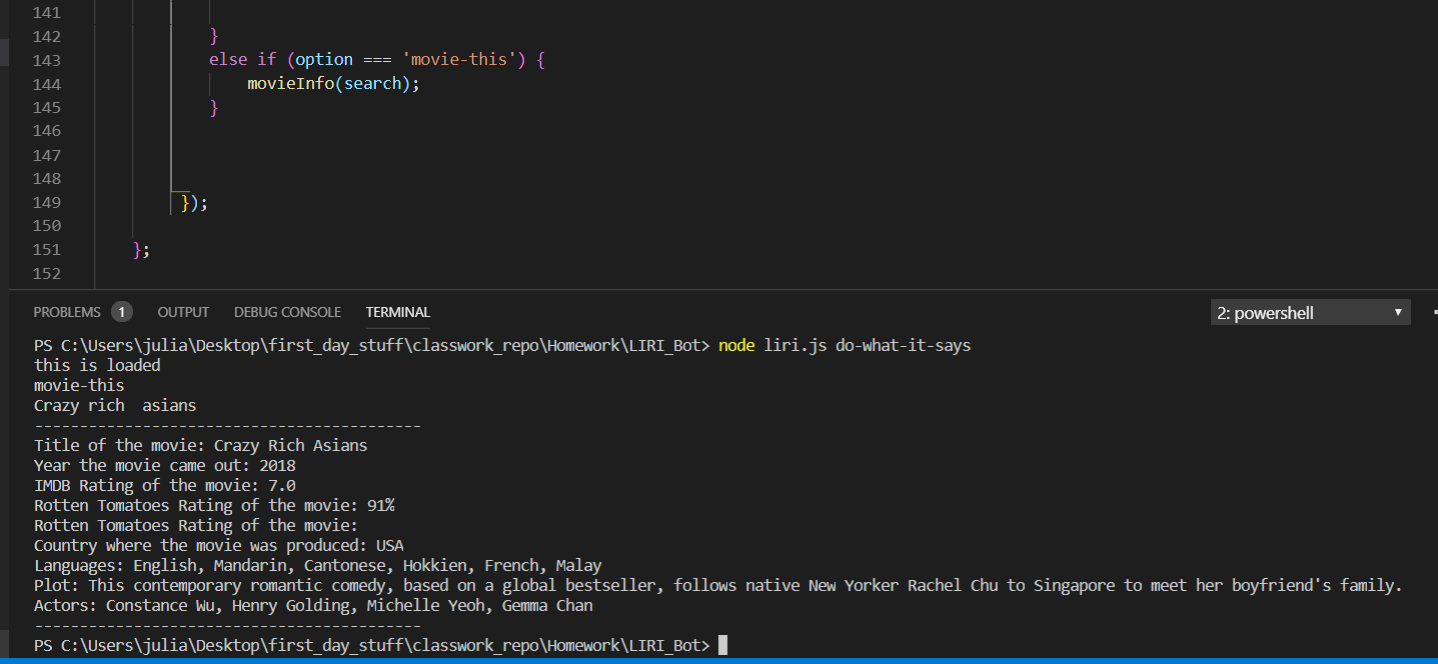 141
142 }
143 else if (option === 'movie-this') {
144 movieInfo(search);
145 }
146
147
148
149 });
150
151 };
152
PROBLEMS 1 OUTPUT DEBUG CONSOLE TERMINAL 2: powershell
PS C:\Users\julia\Desktop\first_day_stuff\classwork_repo\Homework\LIRI_Bot> node liri.js do-what-it-says
this is loaded
movie-this
Crazy rich  asians
-------------------------------------------
Title of the movie: Crazy Rich Asians
Year the movie came out: 2018
IMDB Rating of the movie: 7.0
Rotten Tomatoes Rating of the movie: 91%
Rotten Tomatoes Rating of the movie:
Country where the movie was produced: USA
Languages: English, Mandarin, Cantonese, Hokkien, French, Malay
Plot: This contemporary romantic comedy, based on a global bestseller, follows native New Yorker Rachel Chu to Singapore to meet her boyfriend's family.
Actors: Constance Wu, Henry Golding, Michelle Yeoh, Gemma Chan
-------------------------------------------
PS C:\Users\julia\Desktop\first_day_stuff\classwork_repo\Homework\LIRI_Bot>